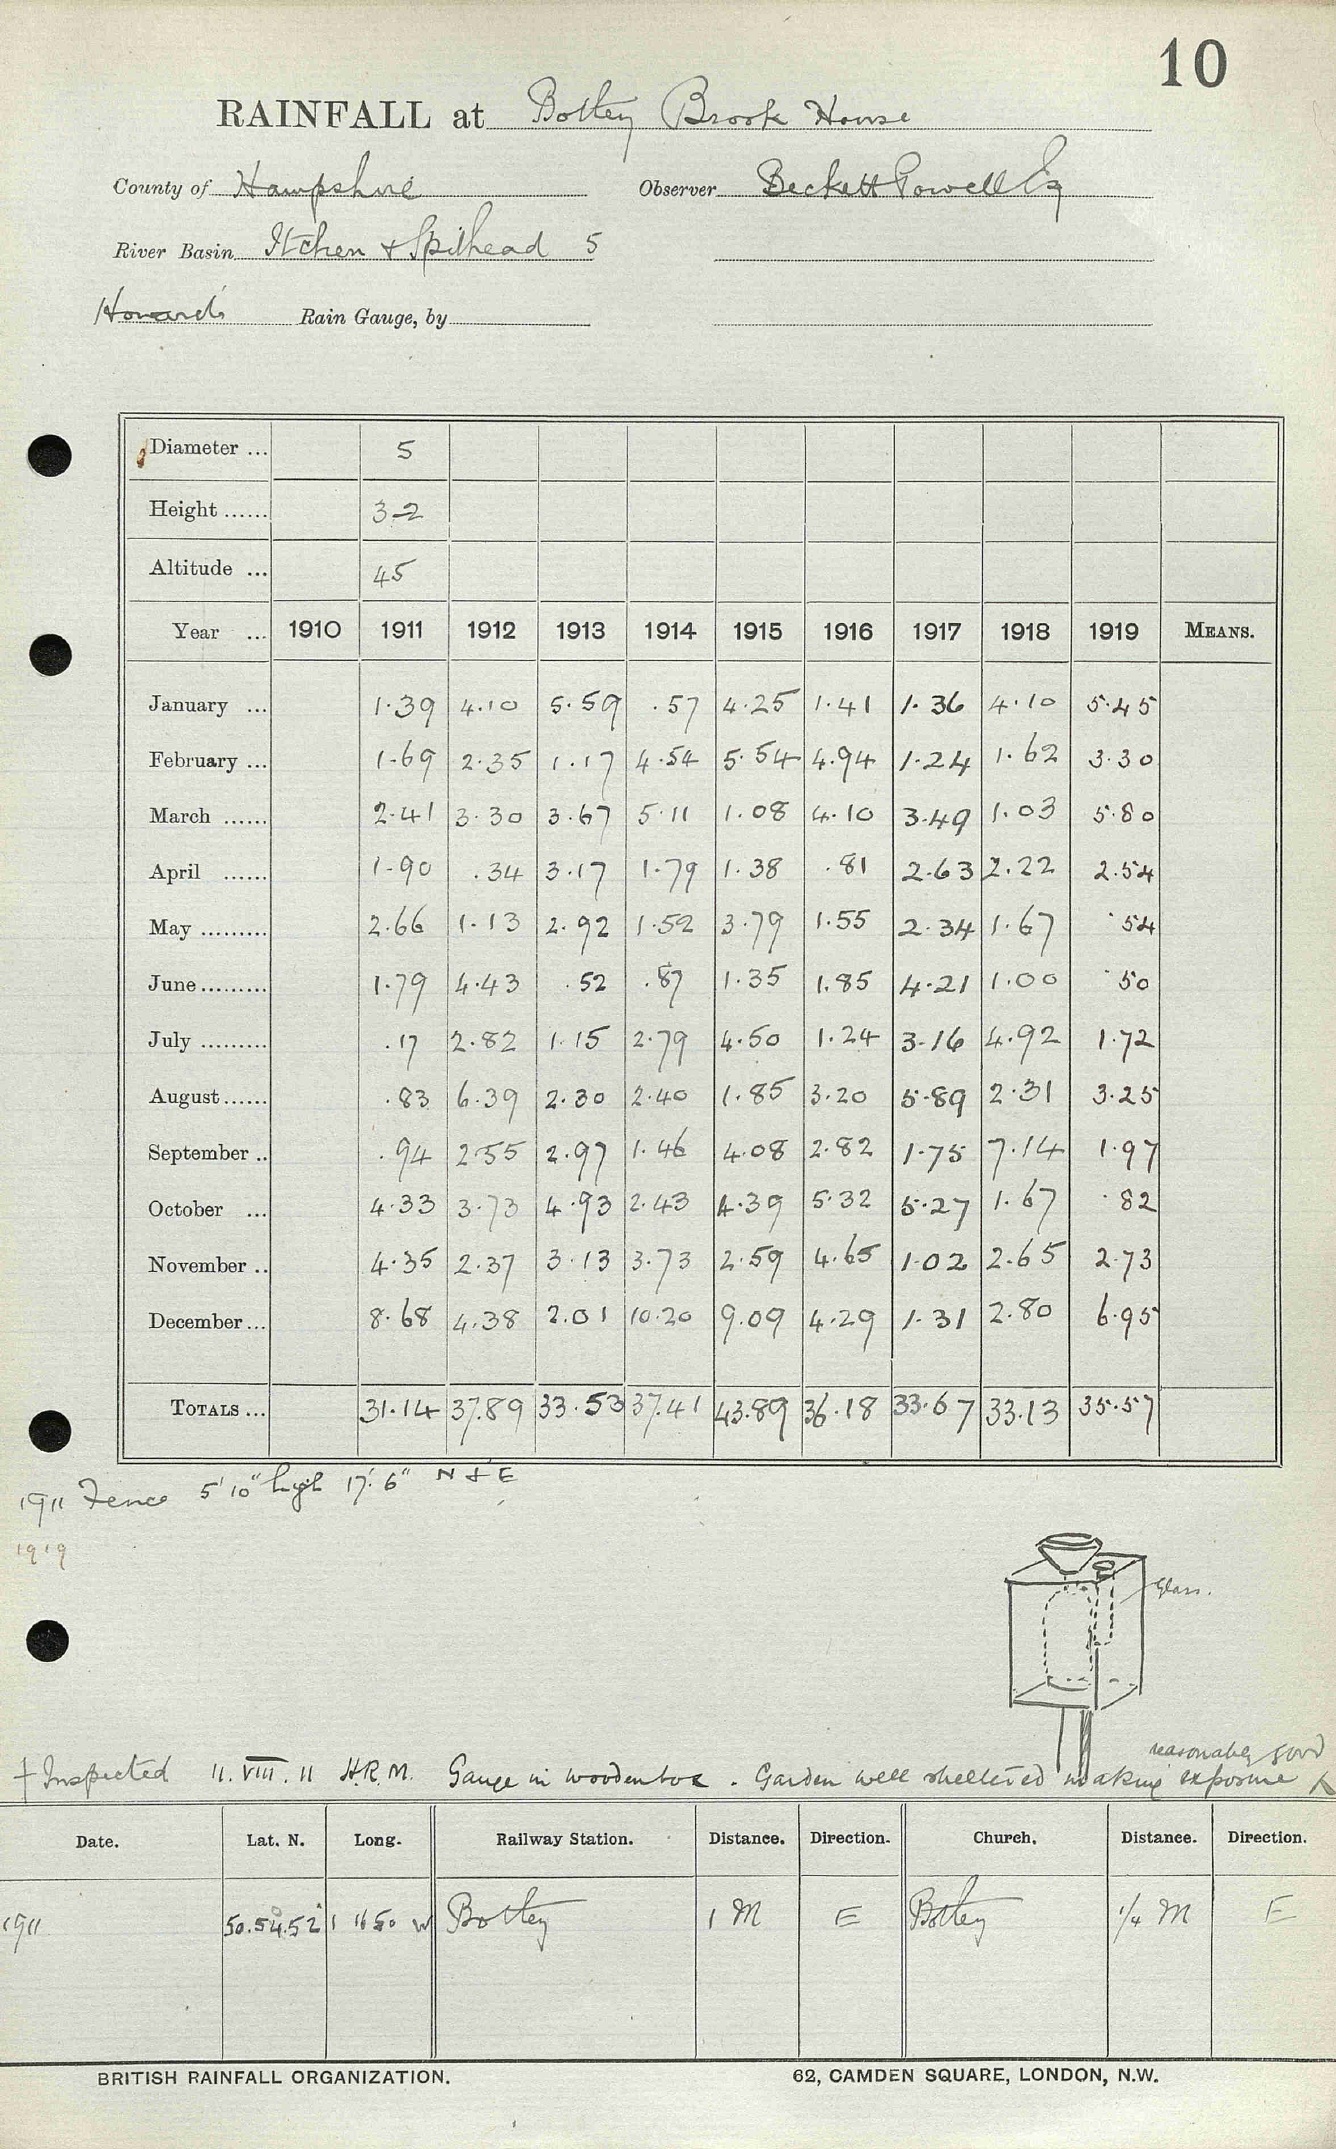 10
RAINFALL at Botley Brook House
County of Hampshire Observer Beckett Powell Esq
River Basin Itchen & Spithead 5
Howard's Rain Gauge, by
Diameter ... 5
Height ...... 3-2
Altitude ... 45
Year ... 1910 1911 1912 1913 1914 1915 1916 1917 1918 1919 MEANS.
January ... 1.39 4.10 5.59 .57 4.25 1.41 1.36 4.10 5.45
February ... 1.69 2.35 1.17 4.54 5.54 4.94 1.24 1.62 3.30
March ...... 2.41 3.30 3.67 5.11 1.08 4.10 3.49 1.03 5.80
April ...... 1.90 .34 3.17 1.79 1.38 .81 2.63 2.22 2.54
May ......... 2.66 1.13 2.92 1.52 3.79 1.55 2.34 1.67 .54
June ......... 1.79 4.43 .52 .87 1.35 1.85 4.21 1.00 .50
July ......... .17 2.82 1.15 2.79 4.50 1.24 3.16 4.92 1.72
August ...... .83 6.39 2.30 2.40 1.85 3.20 5.89 2.31 3.25
September .. .94 2.55 2.97 1.46 4.08 2.82 1.75 7.14 1.97
October ... 4.33 3.73 4.93 2.43 4.39 5.32 5.27 1.67 .82
November .. 4.35 2.37 3.13 3.73 2.59 4.65 1.02 2.65 2.73
December ... 8.68 4.38 2.01 10.20 9.09 4.29 1.31 2.80 6.95
TOTALS ... 31.14 37.89 33.53 37.41 43.89 36.18 33.67 33.13 35.57
1911 Fence 5'10" high 17'.6" N & E
1919
Glass.
reasonably good
† Inspected 11.VIII.11 H.R.M. Gauge in wooden box. Garden well sheltered making exposure
Date. Lat. N. Long. Railway Station. Distance. Direction. Church. Distance. Direction.
1911 50.54.52 1 16 50 W Botley 1 M E Botley 1/4 M E
BRITISH RAINFALL ORGANIZATION. 62, CAMDEN SQUARE, LONDON, N.W.